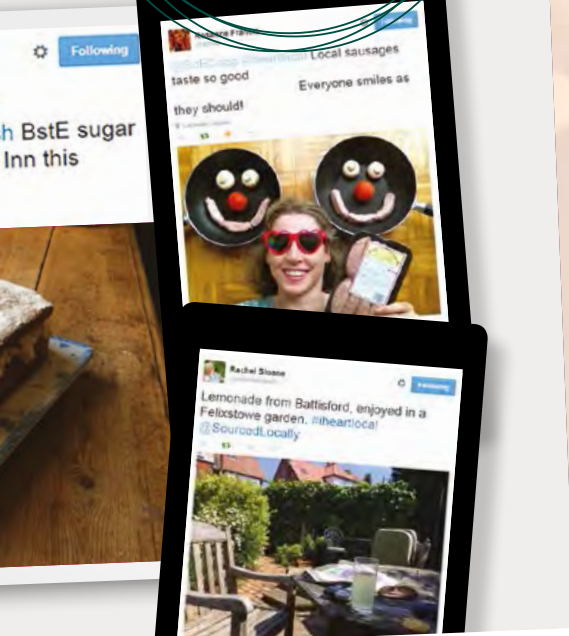 Following
h BstE sugar
Inn this
Following
Local sausages
taste so good
Everyone smiles as
they should!
Rachel Sloane
Following
Lemonade from Battisford, enjoyed in a
Felixstowe garden. #iheartlocal
@SourcedLocally